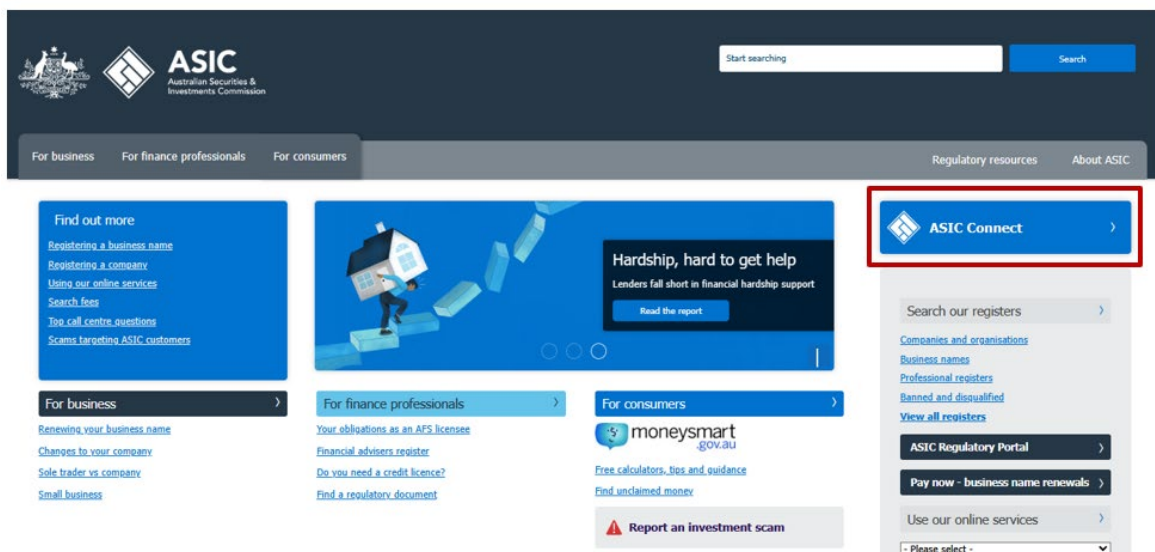 ASIC
Australian Securities &
Investments Commission
Start searching
Search
For business
For finance professionals
For consumers
Regulatory resources
About ASIC
Find out more
Registering a business name
Registering a company
Using our online services
Search fees
Top call centre questions
Scams targeting ASIC customers
Hardship, hard to get help
Lenders fall short in financial hardship support
Read the report
ASIC Connect
Search our registers
Companies and organisations
Business names
Professional registers
Banned and disqualified
View all registers
ASIC Regulatory Portal
Pay now - business name renewals
Use our online services
- Please select -
For business
Renewing your business name
Changes to your company
Sole trader vs company
Small business
For finance professionals
Your obligations as an AFS licensee
Financial advisers register
Do you need a credit licence?
Find a regulatory document
For consumers
moneysmart
.gov.au
Free calculators, tips and guidance
Find unclaimed money
Report an investment scam